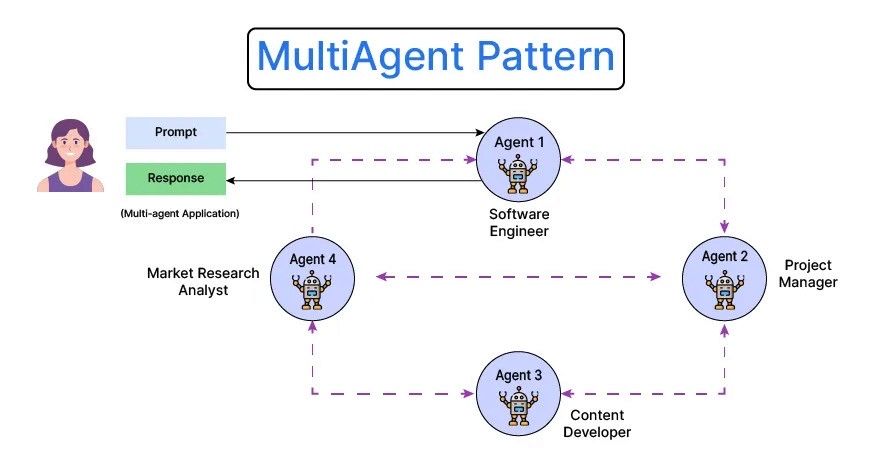 MultiAgent Pattern
Prompt
Response
(Multi-agent Application)
Agent 1
Software
Engineer
Agent 4
Market Research
Analyst
Agent 2
Project
Manager
Agent 3
Content
Developer